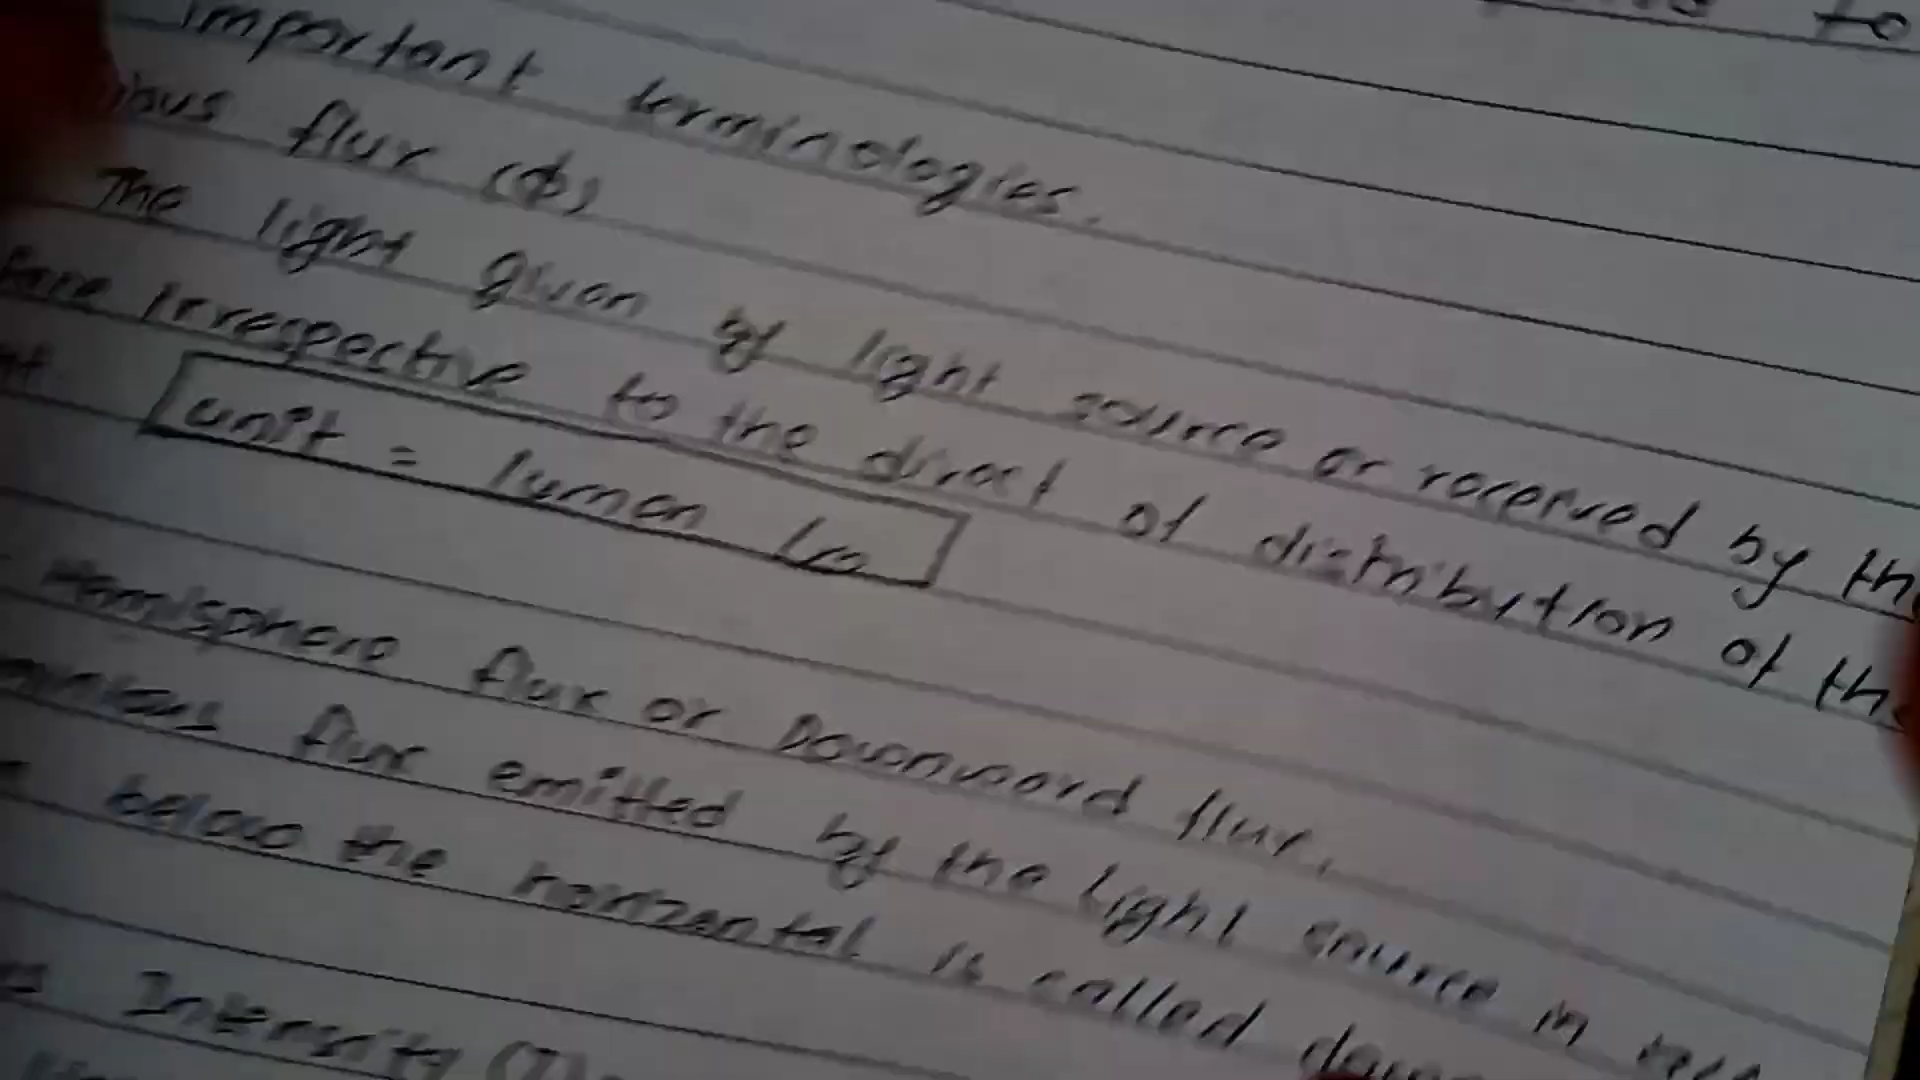 to
important terminologies.
flux (φ)
The light given by light source or received by the
irrespective to the direct of distribution of the
unit = lumen
Hemisphere flux or Downward flux.
flux emitted by the light source in
below the horizontal is called
Intensity (I)